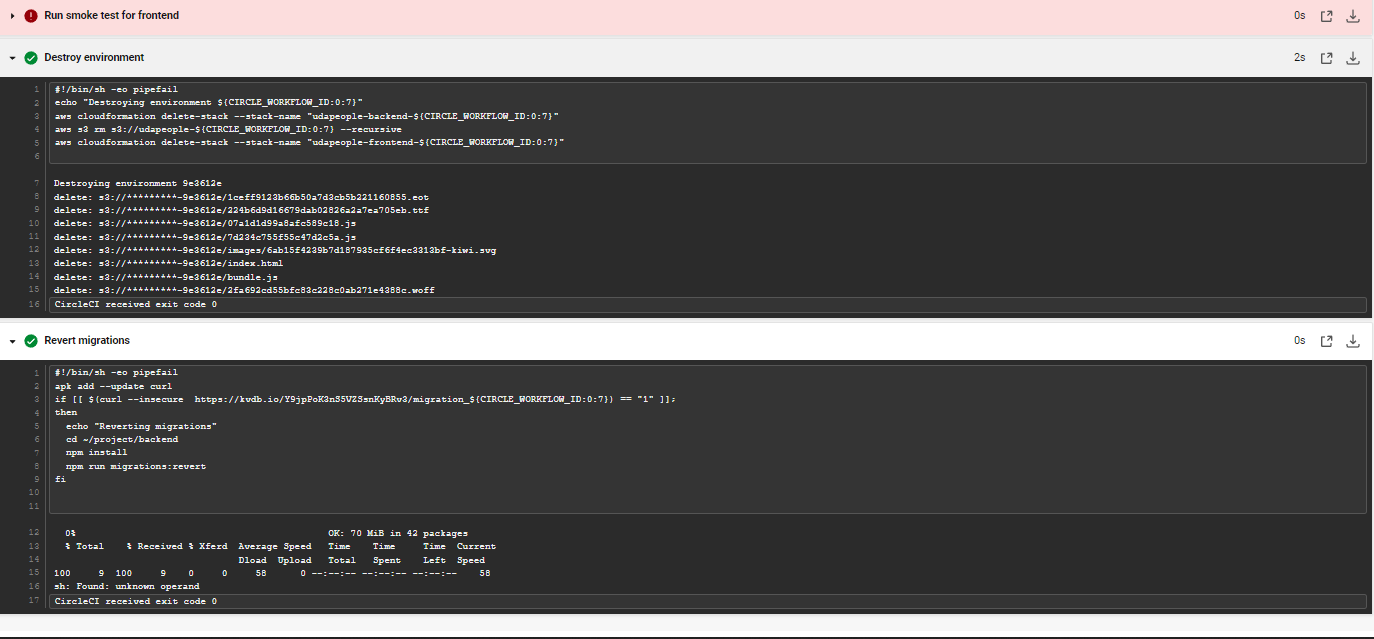 Run smoke test for frontend 0s
Destroy environment 2s
1 #!/bin/sh -eo pipefail
2 echo "Destroying environment ${CIRCLE_WORKFLOW_ID:0:7}"
3 aws cloudformation delete-stack --stack-name "udapeople-backend-${CIRCLE_WORKFLOW_ID:0:7}"
4 aws s3 rm s3://udapeople-${CIRCLE_WORKFLOW_ID:0:7} --recursive
5 aws cloudformation delete-stack --stack-name "udapeople-frontend-${CIRCLE_WORKFLOW_ID:0:7}"
6
7 Destroying environment 9e3612e
8 delete: s3://*********-9e3612e/1ceff9123b66b50a7d3cb5b221160855.eot
9 delete: s3://*********-9e3612e/224b6d9d16679dab02826a2a7ea705eb.ttf
10 delete: s3://*********-9e3612e/07a1d1d99a8afc589c18.js
11 delete: s3://*********-9e3612e/7d234c755f55c47d2c5a.js
12 delete: s3://*********-9e3612e/images/6ab15f4239b7d187935cf6f4ec3313bf-kiwi.svg
13 delete: s3://*********-9e3612e/index.html
14 delete: s3://*********-9e3612e/bundle.js
15 delete: s3://*********-9e3612e/2fa692cd55bfc83c228c0ab271e4388c.woff
16 CircleCI received exit code 0
Revert migrations 0s
1 #!/bin/sh -eo pipefail
2 apk add --update curl
3 if [[ $(curl --insecure  https://kvdb.io/Y9jpPoK3nS5VZSsnKyBRv3/migration_${CIRCLE_WORKFLOW_ID:0:7}) == "1" ]];
4 then
5   echo "Reverting migrations"
6   cd ~/project/backend
7   npm install
8   npm run migrations:revert
9 fi
10
11
12 0% OK: 70 MiB in 42 packages
13 % Total % Received % Xferd Average Speed Time Time Time Current
14 Dload Upload Total Spent Left Speed
15 100 9 100 9 0 0 58 0 --:--:-- --:--:-- --:--:-- 58
16 sh: Found: unknown operand
17 CircleCI received exit code 0